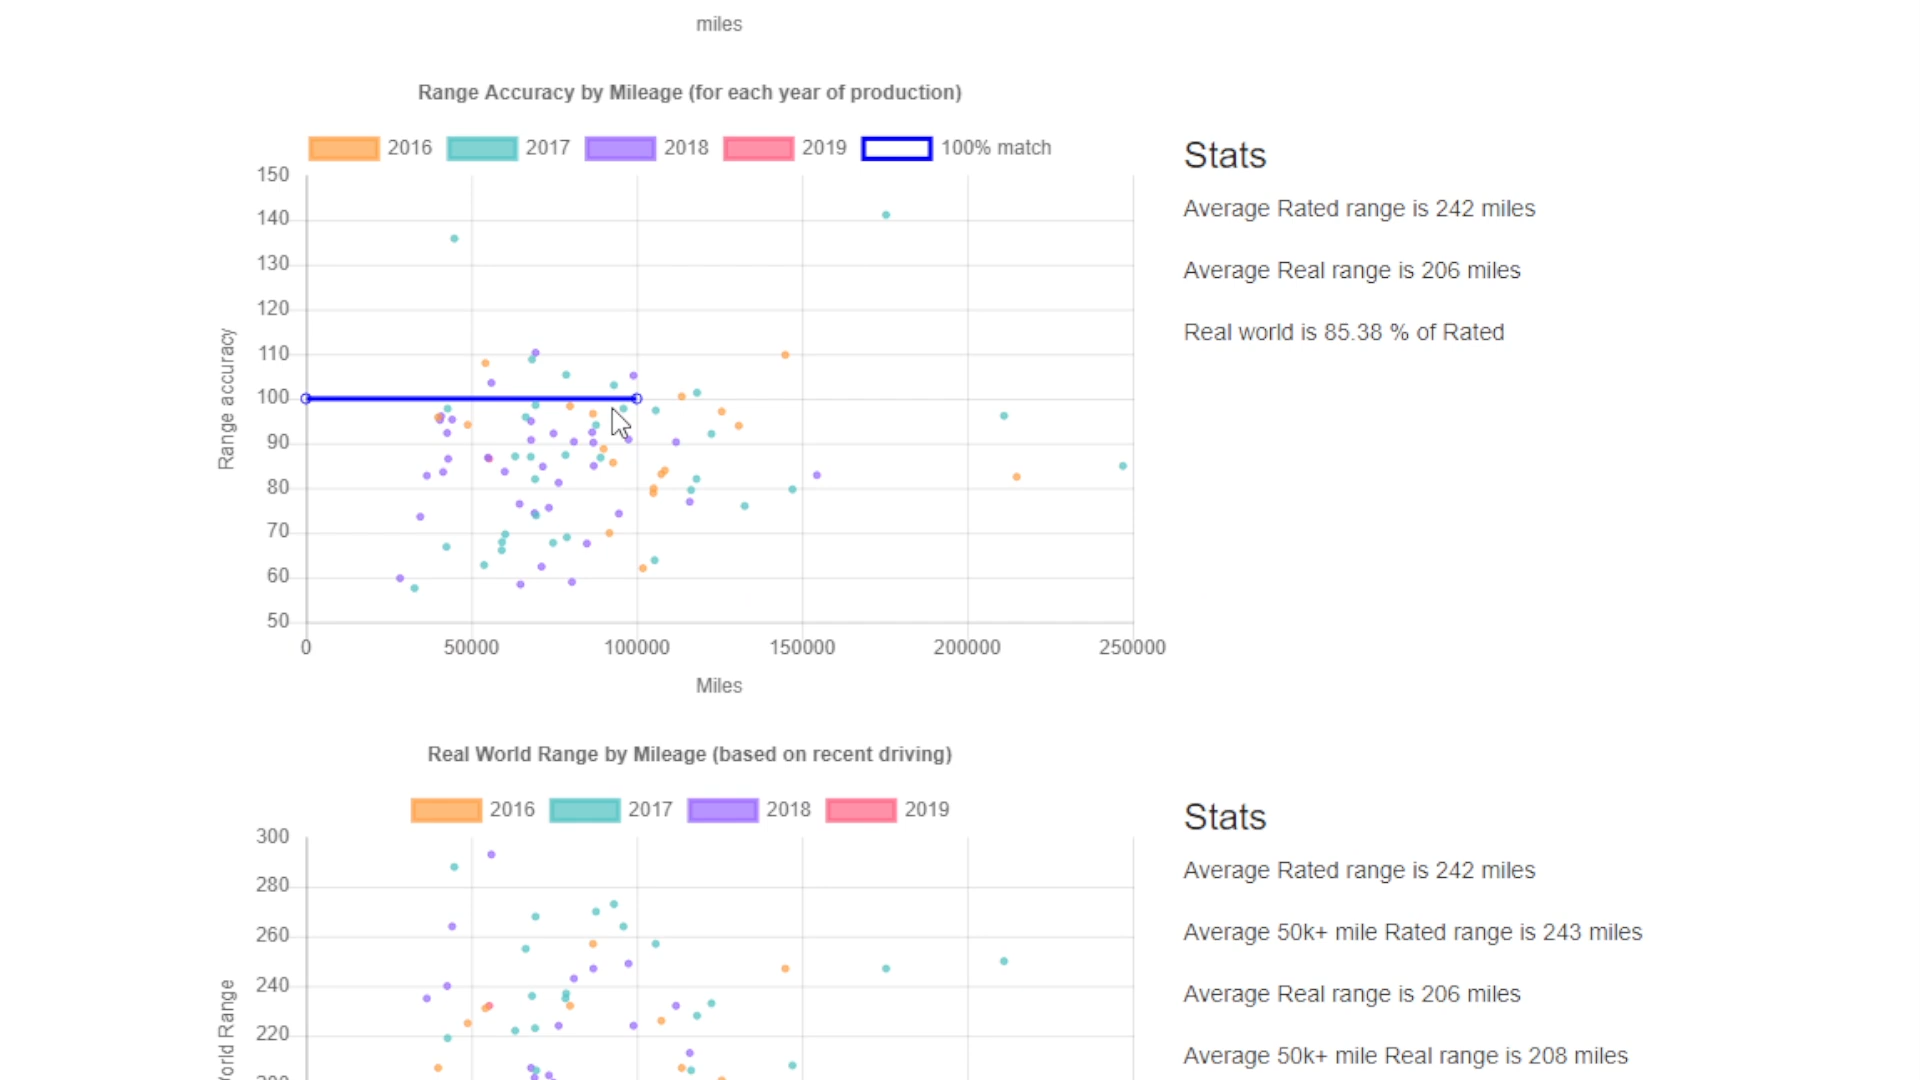 miles
Range Accuracy by Mileage (for each year of production)
2016 2017 2018 2019 100% match
150
140
130
120
110
100
90
80
70
60
50
Range accuracy
0 50000 100000 150000 200000 250000
Miles
Stats
Average Rated range is 242 miles
Average Real range is 206 miles
Real world is 85.38 % of Rated
Real World Range by Mileage (based on recent driving)
2016 2017 2018 2019
300
280
260
240
220
Range
Stats
Average Rated range is 242 miles
Average 50k+ mile Rated range is 243 miles
Average Real range is 206 miles
Average 50k+ mile Real range is 208 miles